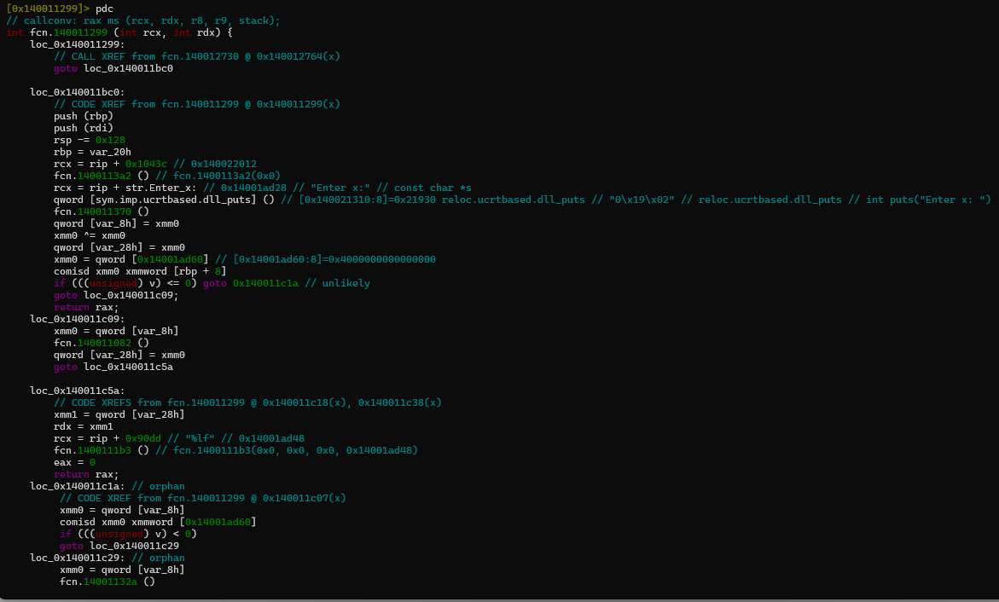 [0x140011299]> pdc
// callconv: rax ms (rcx, rdx, r8, r9, stack);
int fcn.140011299 (int rcx, int rdx) {
loc_0x140011299:
// CALL XREF from fcn.140012730 @ 0x140012764(x)
goto loc_0x140011bc0
loc_0x140011bc0:
// CODE XREF from fcn.140011299 @ 0x140011299(x)
push (rbp)
push (rdi)
rsp -= 0x128
rbp = var_20h
rcx = rip + 0x1043c // 0x140022012
fcn.1400113a2 () // fcn.1400113a2(0x0)
rcx = rip + str.Enter_x: // 0x14001ad28 // "Enter x:" // const char *s
qword [sym.imp.ucrtbased.dll_puts] () // [0x140021310:8]=0x21930 reloc.ucrtbased.dll_puts // "0\x19\x02" // reloc.ucrtbased.dll_puts // int puts("Enter x: ")
fcn.140011370 ()
qword [var_8h] = xmm0
xmm0 ^= xmm0
qword [var_28h] = xmm0
xmm0 = qword [0x14001ad60] // [0x14001ad60:8]=0x4000000000000000
comisd xmm0 xmmword [rbp + 8]
if (((unsigned) v) <= 0) goto 0x140011c1a // unlikely
goto loc_0x140011c09;
return rax;
loc_0x140011c09:
xmm0 = qword [var_8h]
fcn.140011082 ()
qword [var_28h] = xmm0
goto loc_0x140011c5a
loc_0x140011c5a:
// CODE XREFS from fcn.140011299 @ 0x140011c18(x), 0x140011c38(x)
xmm1 = qword [var_28h]
rdx = xmm1
rcx = rip + 0x90dd // "%lf" // 0x14001ad48
fcn.1400111b3 () // fcn.1400111b3(0x0, 0x0, 0x0, 0x14001ad48)
eax = 0
return rax;
loc_0x140011c1a: // orphan
// CODE XREF from fcn.140011299 @ 0x140011c07(x)
xmm0 = qword [var_8h]
comisd xmm0 xmmword [0x14001ad60]
if (((unsigned) v) < 0)
goto loc_0x140011c29
loc_0x140011c29: // orphan
xmm0 = qword [var_8h]
fcn.14001132a ()